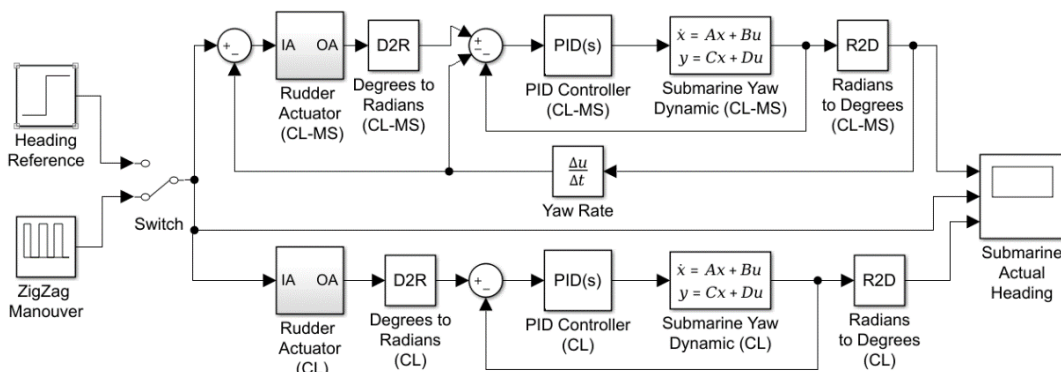 IA OA
Rudder
Actuator
(CL-MS)
D2R
Degrees to
Radians
(CL-MS)
PID(s)
PID Controller
(CL-MS)
ẋ = Ax + Bu
y = Cx + Du
Submarine Yaw
Dynamic (CL-MS)
R2D
Radians
to Degrees
(CL-MS)
Heading
Reference
Switch
ZigZag
Manouver
Δu
Δt
Yaw Rate
Submarine
Actual
Heading
IA OA
Rudder
Actuator
(CL)
D2R
Degrees to
Radians
(CL)
PID(s)
PID Controller
(CL)
ẋ = Ax + Bu
y = Cx + Du
Submarine Yaw
Dynamic (CL)
R2D
Radians
to Degrees
(CL)